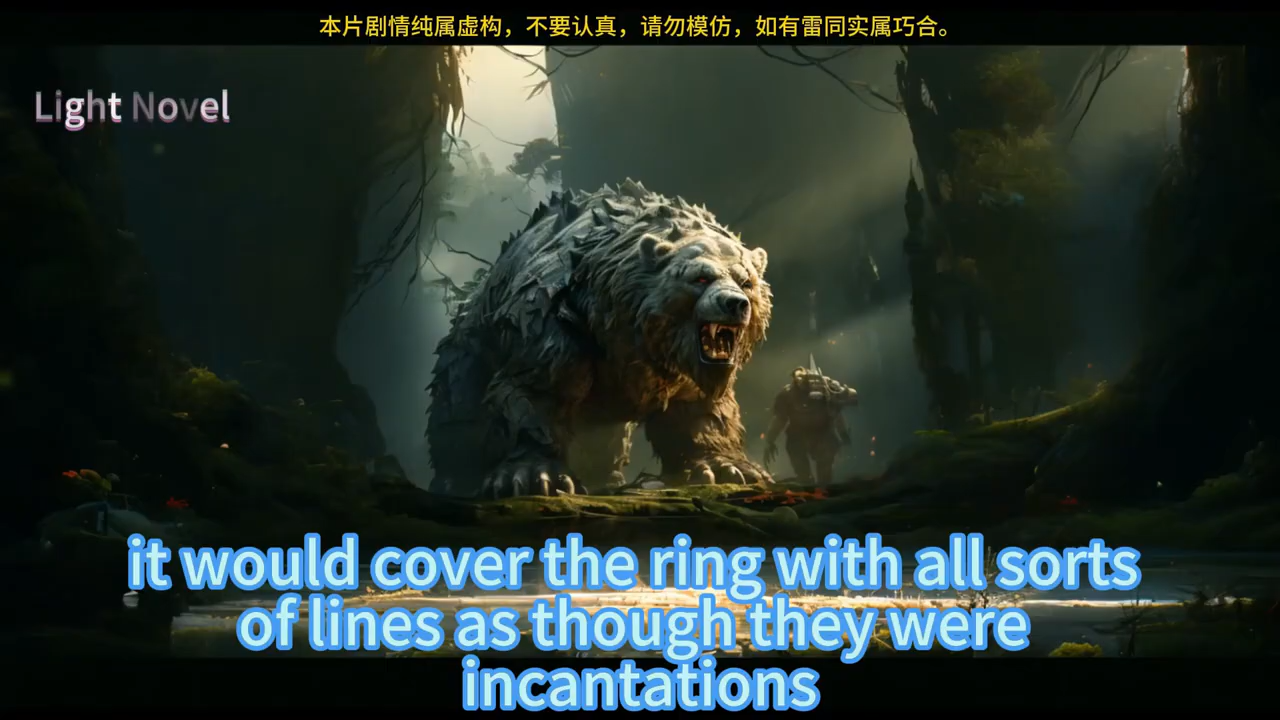 本片剧情纯属虚构，不要认真，请勿模仿，如有雷同实属巧合。
Light Novel
it would cover the ring with all sorts
of lines as though they were
incantations